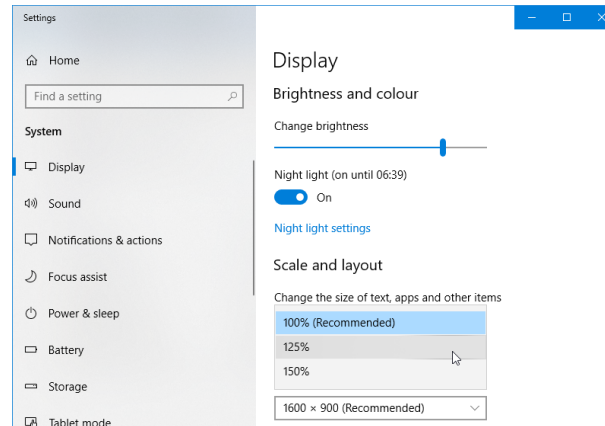 Settings
Home
Find a setting
System
Display
Sound
Notifications & actions
Focus assist
Power & sleep
Battery
Storage
Tablet mode
Display
Brightness and colour
Change brightness
Night light (on until 06:39)
On
Night light settings
Scale and layout
Change the size of text, apps and other items
100% (Recommended)
125%
150%
1600 × 900 (Recommended)